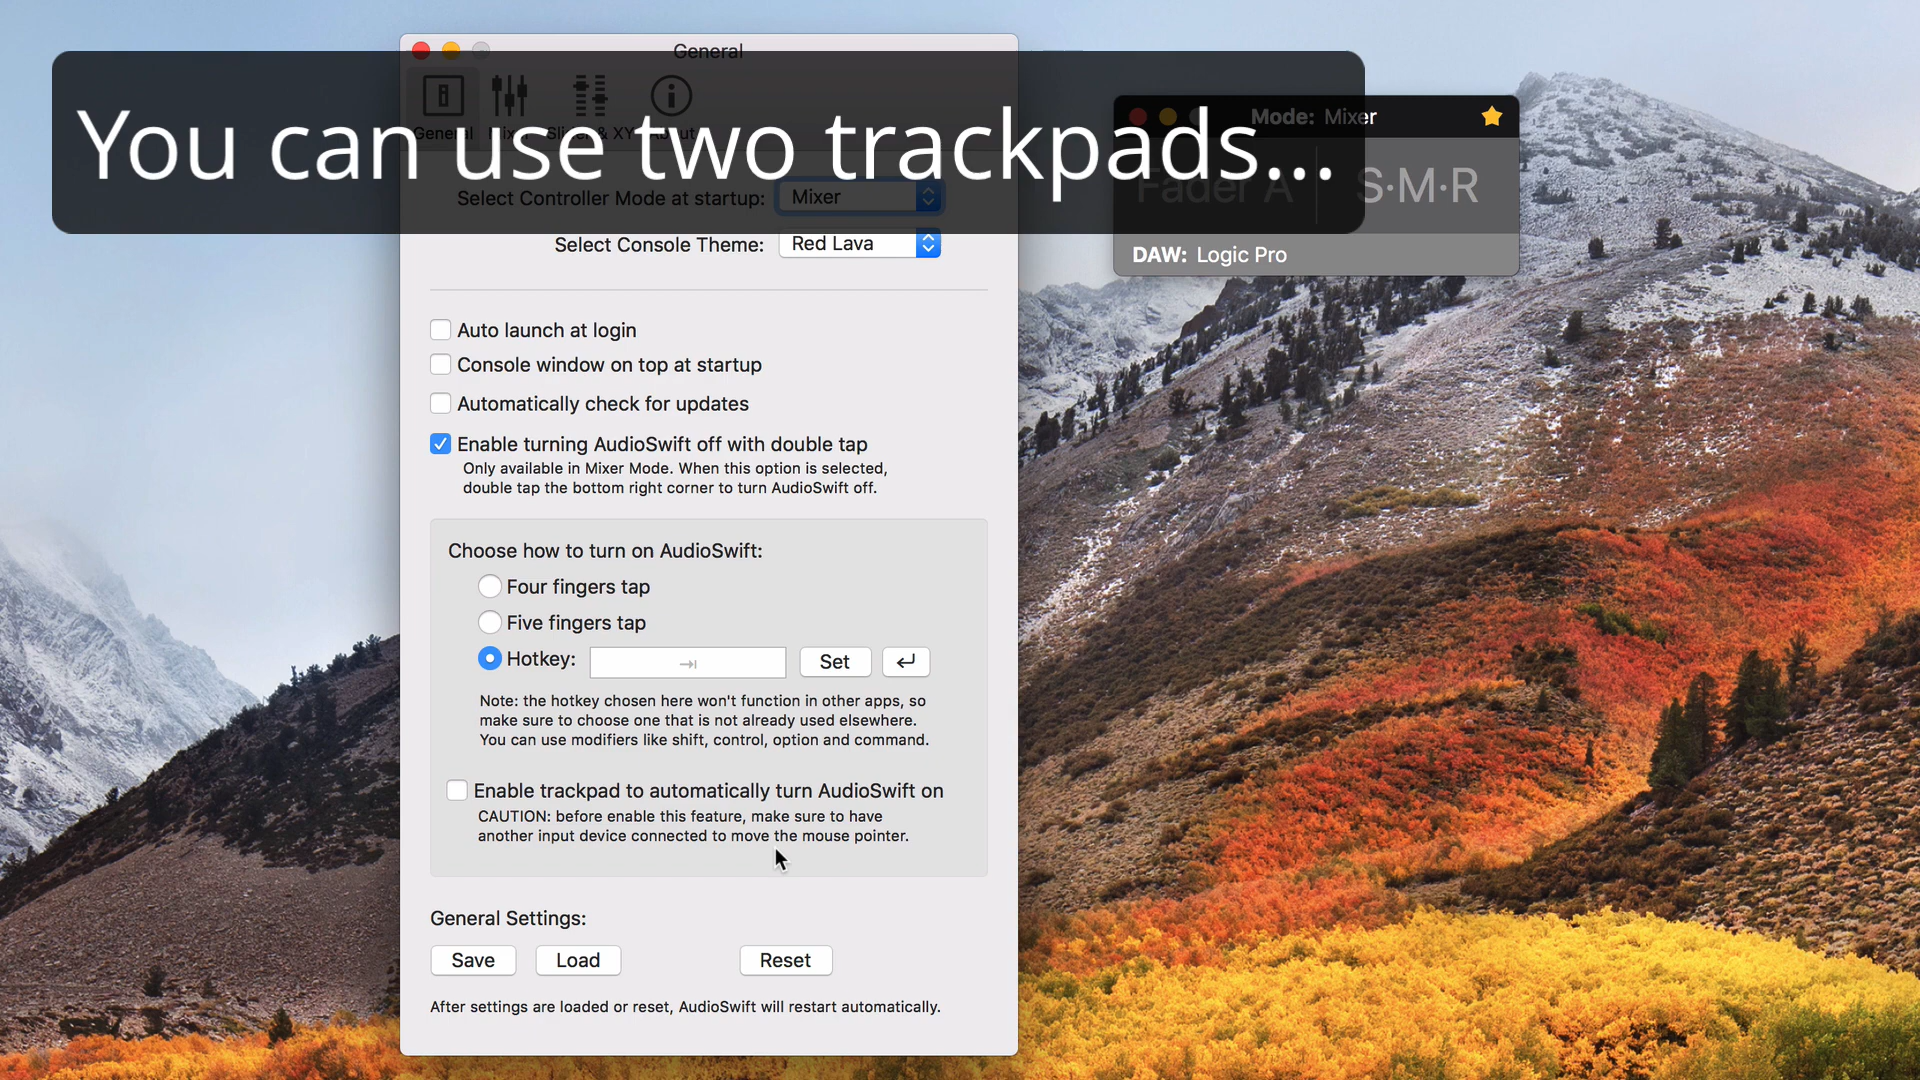 General
You can use two trackpads...
General Mixer Slider & XY About
Select Controller Mode at startup: Mixer
Select Console Theme: Red Lava
Auto launch at login
Console window on top at startup
Automatically check for updates
Enable turning AudioSwift off with double tap
Only available in Mixer Mode. When this option is selected,
double tap the bottom right corner to turn AudioSwift off.
Choose how to turn on AudioSwift:
Four fingers tap
Five fingers tap
Hotkey: Set
Note: the hotkey chosen here won't function in other apps, so
make sure to choose one that is not already used elsewhere.
You can use modifiers like shift, control, option and command.
Enable trackpad to automatically turn AudioSwift on
CAUTION: before enable this feature, make sure to have
another input device connected to move the mouse pointer.
General Settings:
Save Load Reset
After settings are loaded or reset, AudioSwift will restart automatically.
Mode: Mixer
Fader A S·M·R
DAW: Logic Pro